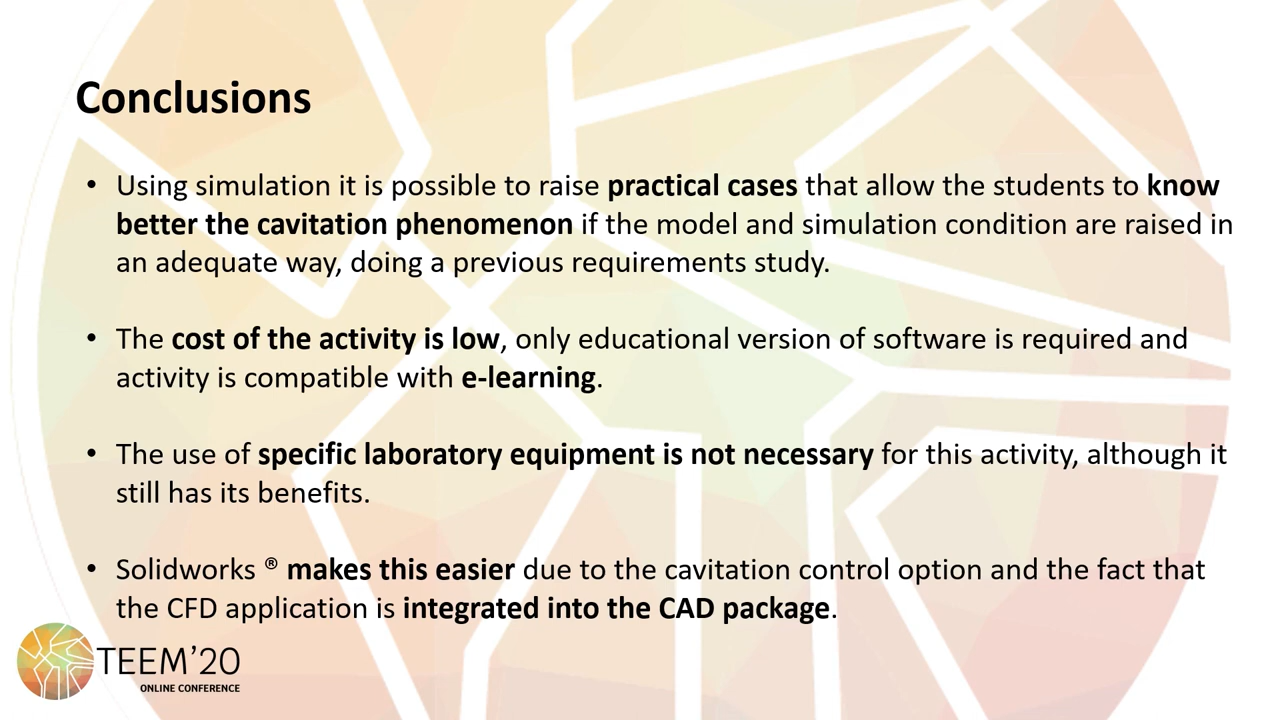 Conclusions
• Using simulation it is possible to raise practical cases that allow the students to know
better the cavitation phenomenon if the model and simulation condition are raised in
an adequate way, doing a previous requirements study.
• The cost of the activity is low, only educational version of software is required and
activity is compatible with e-learning.
• The use of specific laboratory equipment is not necessary for this activity, although it
still has its benefits.
• Solidworks ® makes this easier due to the cavitation control option and the fact that
the CFD application is integrated into the CAD package.
TEEM’20
ONLINE CONFERENCE